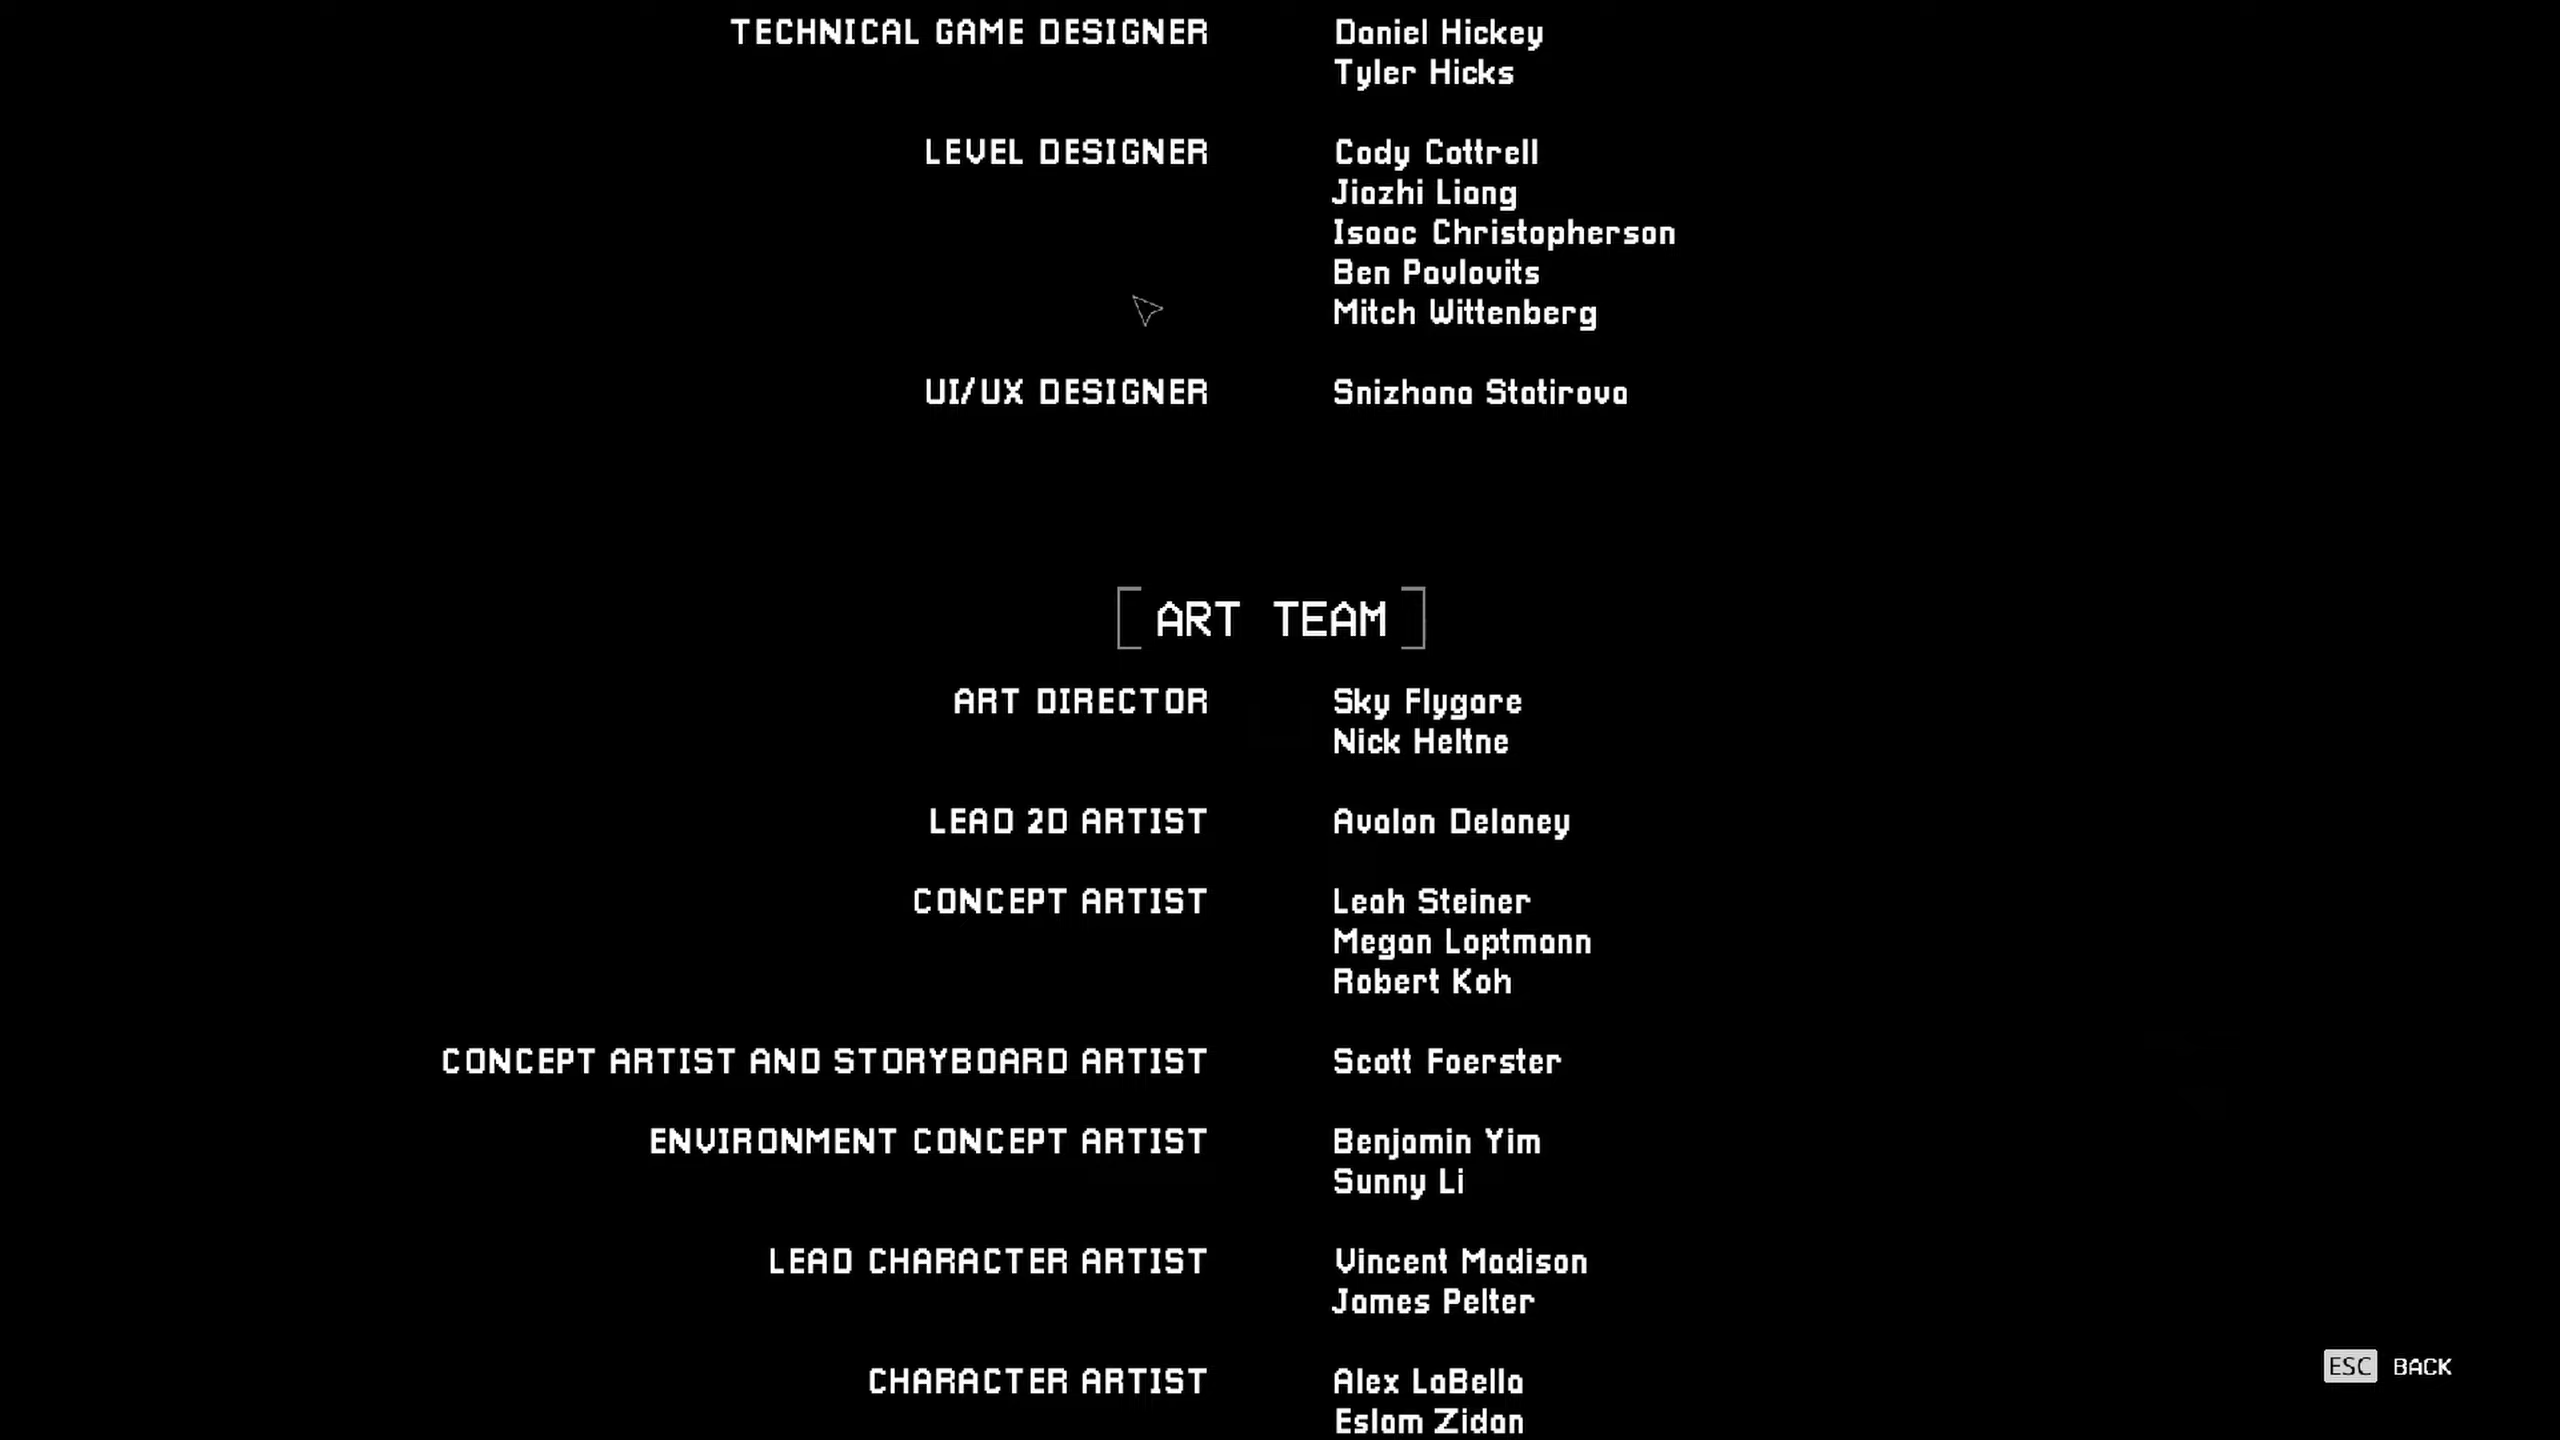 TECHNICAL GAME DESIGNER Daniel Hickey
Tyler Hicks
LEVEL DESIGNER Cody Cottrell
Jiazhi Liang
Isaac Christopherson
Ben Pavlovits
Mitch Wittenberg
UI/UX DESIGNER Snizhana Statirova
ART TEAM
ART DIRECTOR Sky Flygare
Nick Heltne
LEAD 2D ARTIST Avalon Delaney
CONCEPT ARTIST Leah Steiner
Megan Laptmann
Robert Koh
CONCEPT ARTIST AND STORYBOARD ARTIST Scott Foerster
ENVIRONMENT CONCEPT ARTIST Benjamin Yim
Sunny Li
LEAD CHARACTER ARTIST Vincent Madison
James Pelter
CHARACTER ARTIST Alex LaBella
Eslam Zidan
ESC BACK